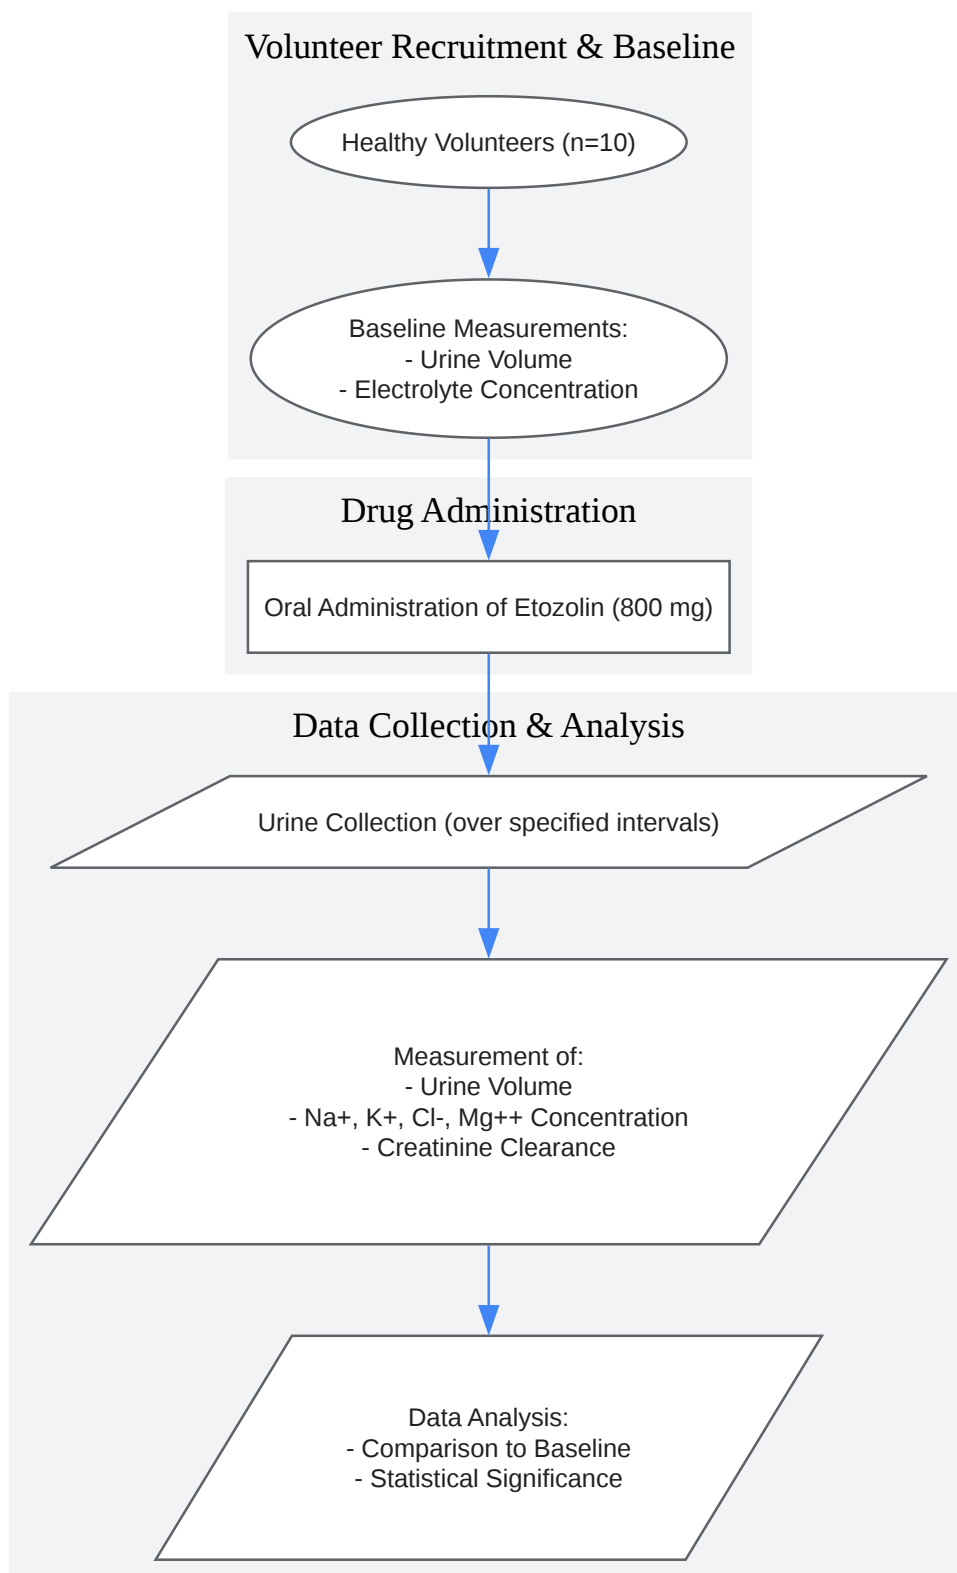 Volunteer Recruitment & Baseline
Healthy Volunteers (n=10)
Baseline Measurements:
- Urine Volume
- Electrolyte Concentration
Drug Administration
Oral Administration of Etozolin (800 mg)
Data Collection & Analysis
Urine Collection (over specified intervals)
Measurement of:
- Urine Volume
- Na+, K+, Cl-, Mg++ Concentration
- Creatinine Clearance
Data Analysis:
- Comparison to Baseline
- Statistical Significance